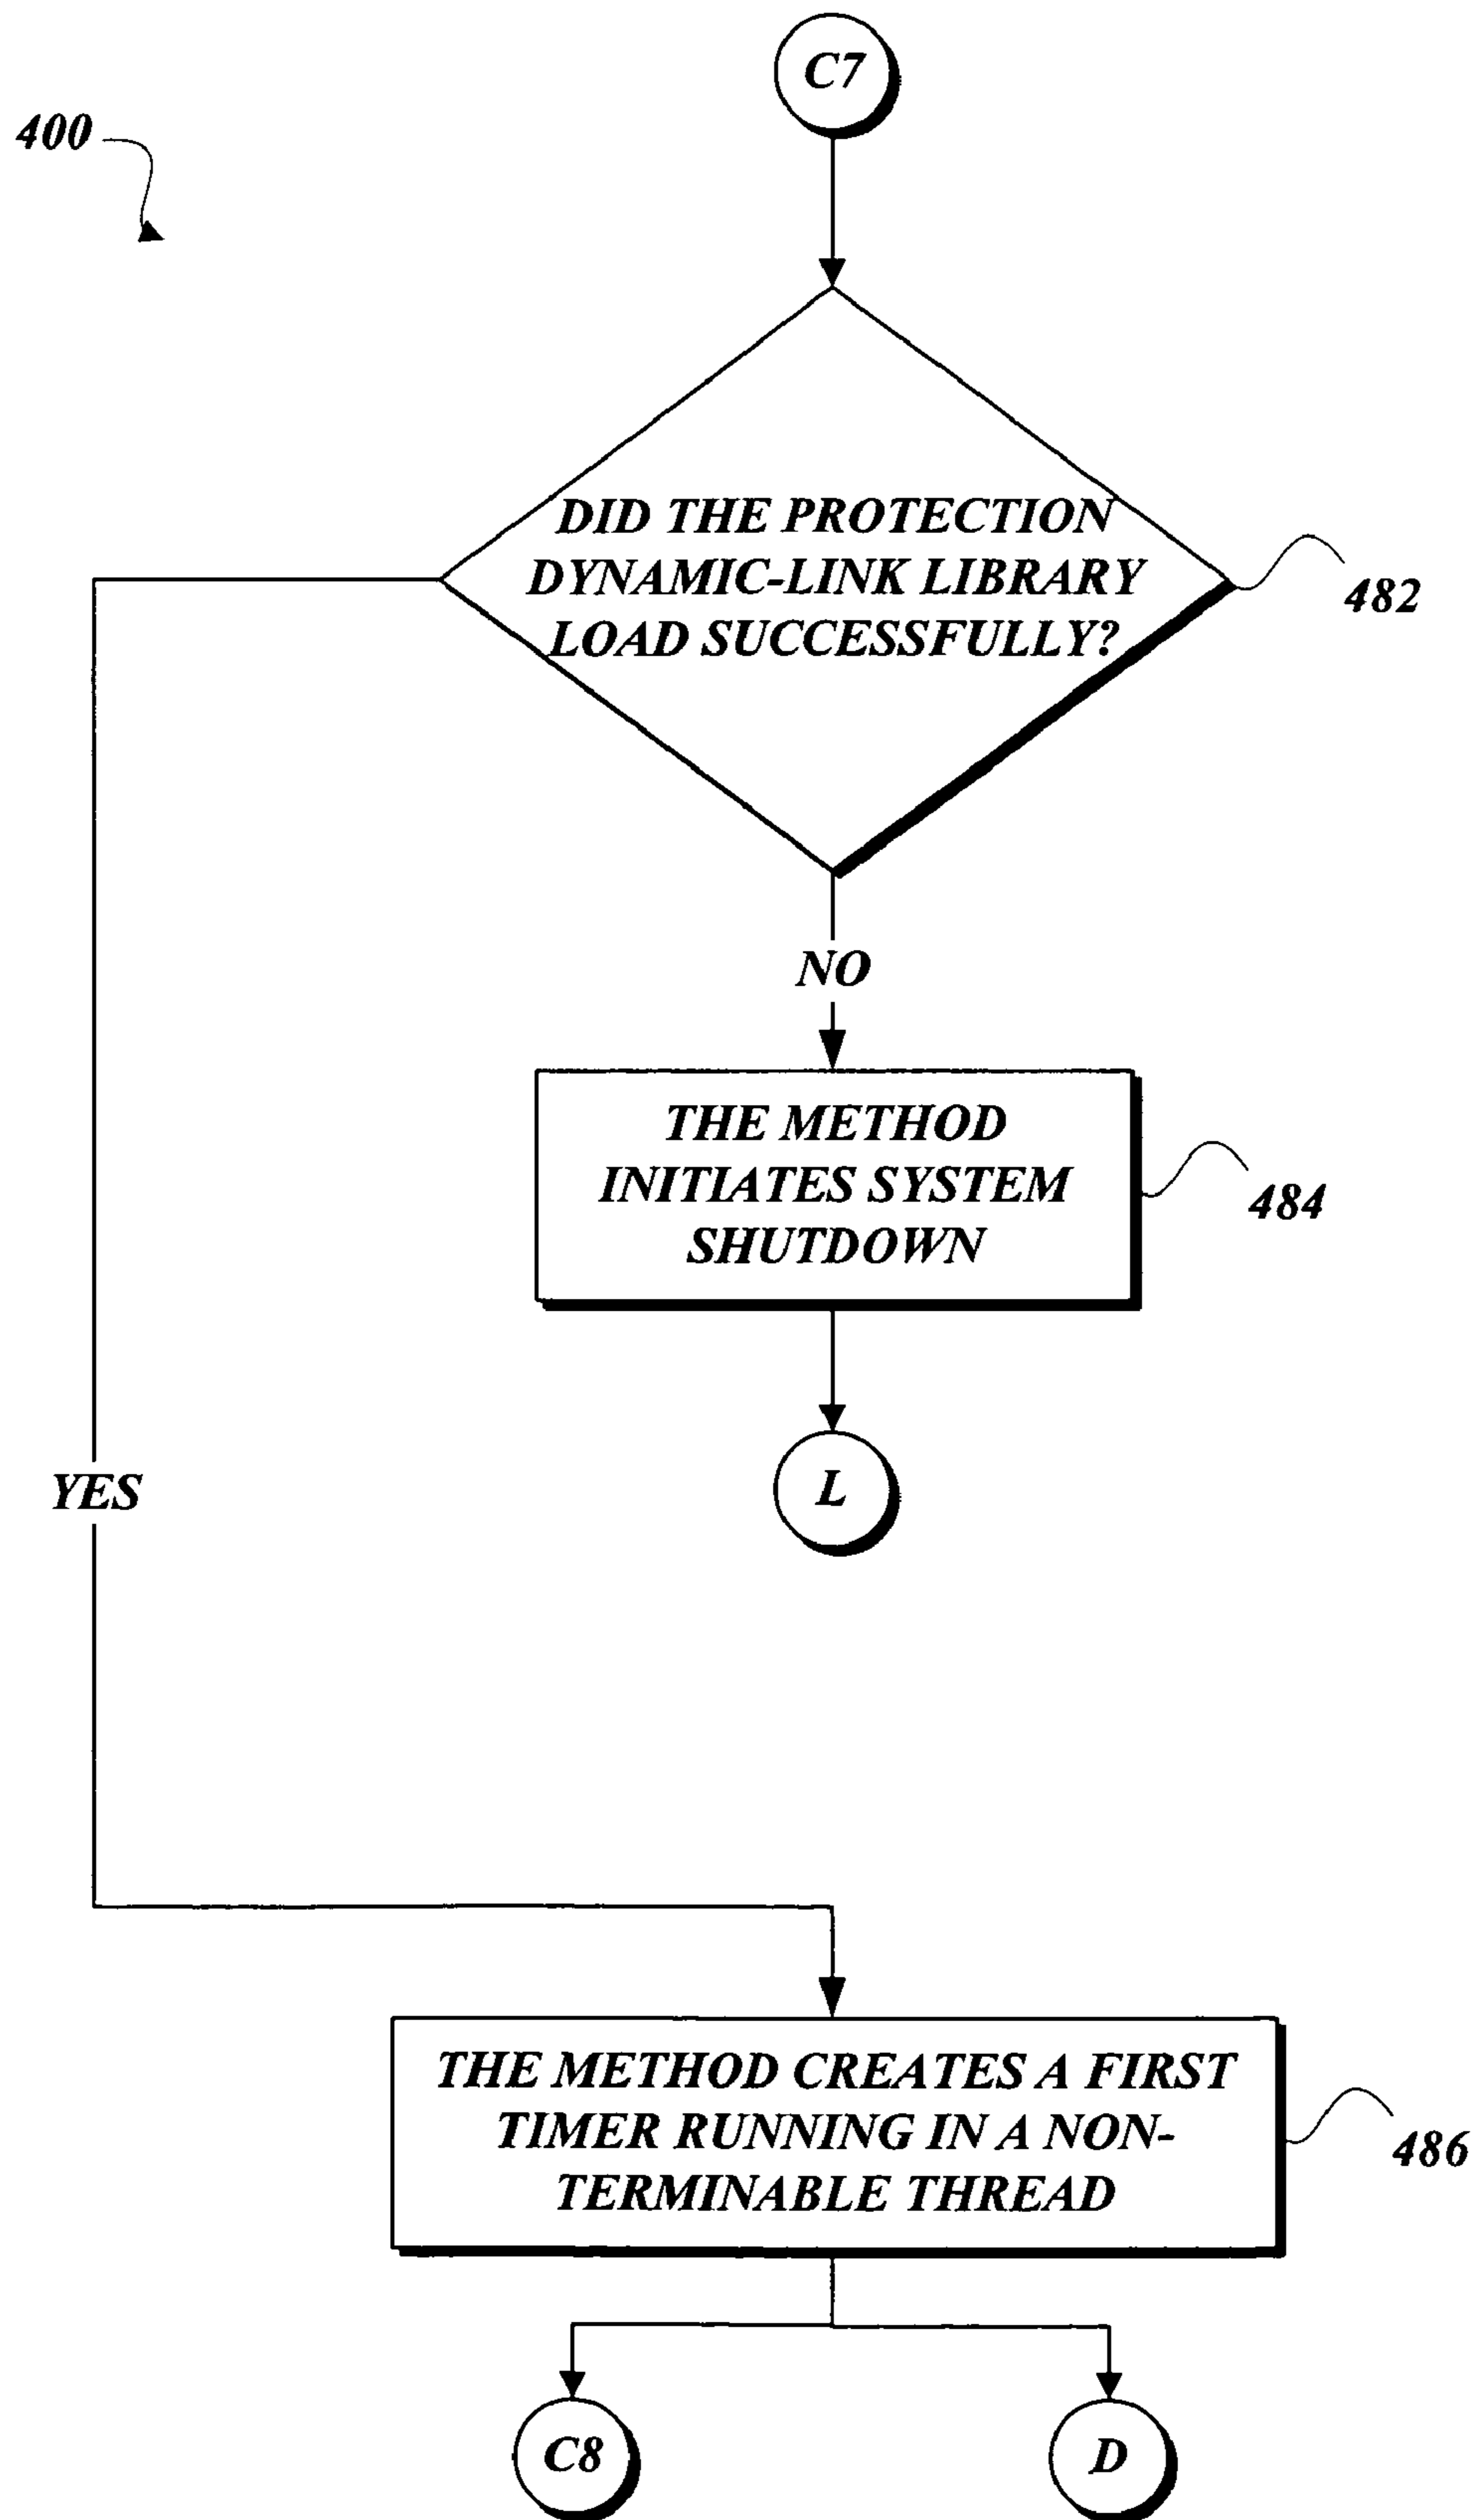 C7
400
DID THE PROTECTION
DYNAMIC-LINK LIBRARY
LOAD SUCCESSFULLY?
482
NO
THE METHOD
INITIATES SYSTEM
SHUTDOWN
484
L
YES
THE METHOD CREATES A FIRST
TIMER RUNNING IN A NON-
TERMINABLE THREAD
486
C8
D